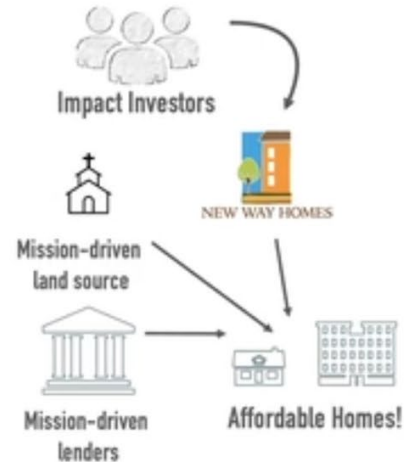 Impact Investors
NEW WAY HOMES
Mission-driven
land source
Mission-driven
lenders
Affordable Homes!